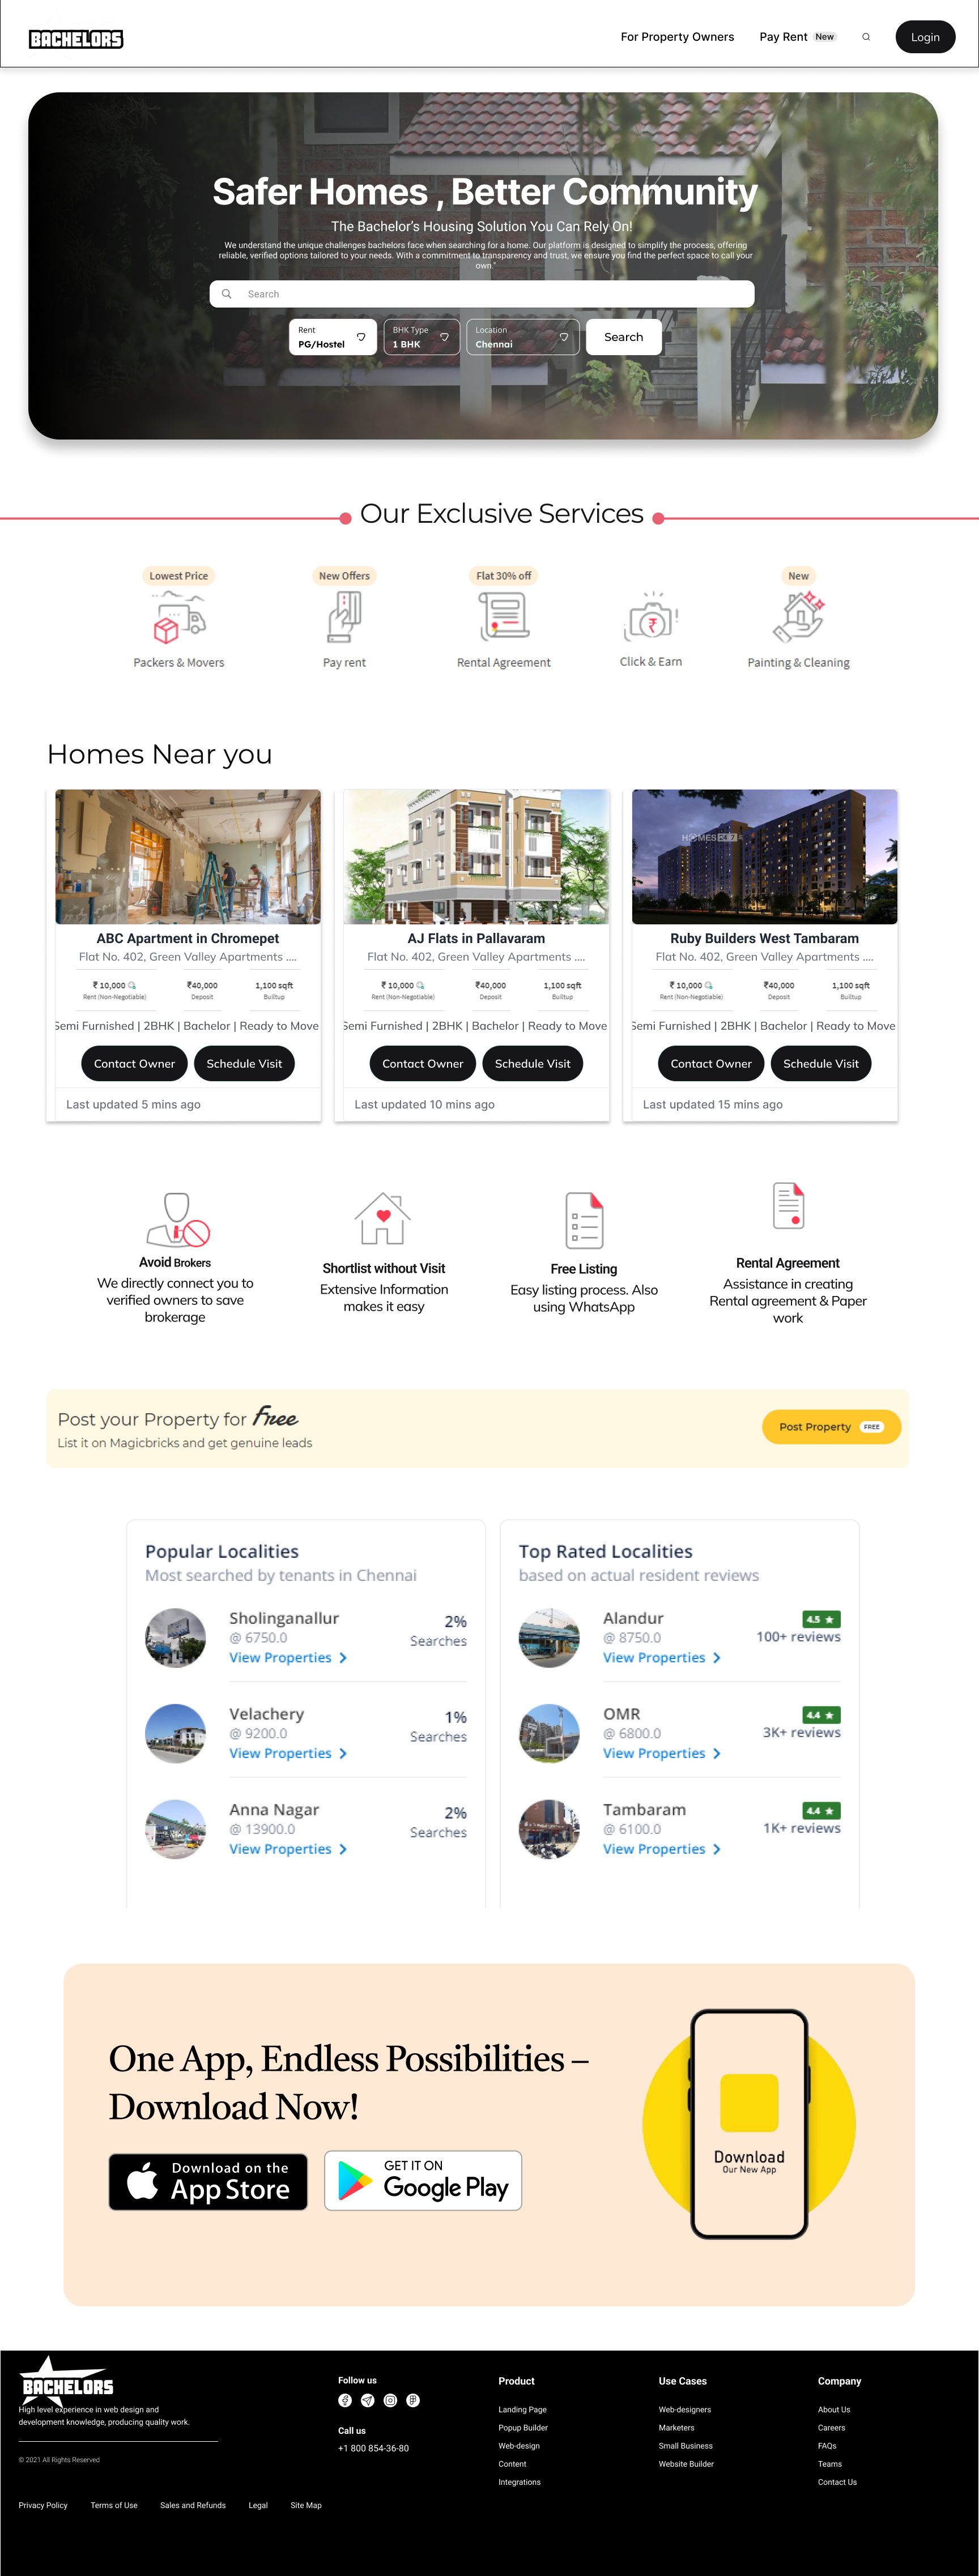 BACHELORS
For Property Owners
Pay Rent New
Login
Safer Homes , Better Community
The Bachelor's Housing Solution You Can Rely On!
We understand the unique challenges bachelors face when searching for a home. Our platform is designed to simplify the process, offering
reliable, verified options tailored to your needs. With a commitment to transparency and trust, we ensure you find the perfect space to call your
own."
Search
Rent
PG/Hostel
BHK Type
1 BHK
Location
Chennai
Search
Our Exclusive Services
Lowest Price
New Offers
Flat 30% off
New
Packers & Movers
Pay rent
Rental Agreement
Click & Earn
Painting & Cleaning
Homes Near you
HOMES247
ABC Apartment in Chromepet
Flat No. 402, Green Valley Apartments ....
₹ 10,000
₹40,000
1,100 sqft
Rent (Non-Negotiable)
Deposit
Builtup
Semi Furnished | 2BHK | Bachelor | Ready to Move
Contact Owner
Schedule Visit
Last updated 5 mins ago
AJ Flats in Pallavaram
Flat No. 402, Green Valley Apartments ....
₹ 10,000
₹40,000
1,100 sqft
Rent (Non-Negotiable)
Deposit
Builtup
Semi Furnished | 2BHK | Bachelor | Ready to Move
Contact Owner
Schedule Visit
Last updated 10 mins ago
Ruby Builders West Tambaram
Flat No. 402, Green Valley Apartments ....
₹ 10,000
₹40,000
1,100 sqft
Rent (Non-Negotiable)
Deposit
Builtup
Semi Furnished | 2BHK | Bachelor | Ready to Move
Contact Owner
Schedule Visit
Last updated 15 mins ago
Avoid Brokers
We directly connect you to
verified owners to save
brokerage
Shortlist without Visit
Extensive Information
makes it easy
Free Listing
Easy listing process. Also
using WhatsApp
Rental Agreement
Assistance in creating
Rental agreement & Paper
work
Post your Property for Free
List it on Magicbricks and get genuine leads
Post Property FREE
Popular Localities
Most searched by tenants in Chennai
Sholinganallur
@ 6750.0
View Properties
2%
Searches
Velachery
@ 9200.0
View Properties
1%
Searches
Anna Nagar
@ 13900.0
View Properties
2%
Searches
Top Rated Localities
based on actual resident reviews
Alandur
@ 8750.0
View Properties
4.5 ★
100+ reviews
OMR
@ 6800.0
View Properties
4.4 ★
3K+ reviews
Tambaram
@ 6100.0
View Properties
4.4 ★
1K+ reviews
One App, Endless Possibilities –
Download Now!
Download on the
App Store
GET IT ON
Google Play
Download
Our New App
BACHELORS
High level experience in web design and
development knowledge, producing quality work.
© 2021 All Rights Reserved
Privacy Policy
Terms of Use
Sales and Refunds
Legal
Site Map
Follow us
Call us
+1 800 854-36-80
Product
Landing Page
Popup Builder
Web-design
Content
Integrations
Use Cases
Web-designers
Marketers
Small Business
Website Builder
Company
About Us
Careers
FAQs
Teams
Contact Us